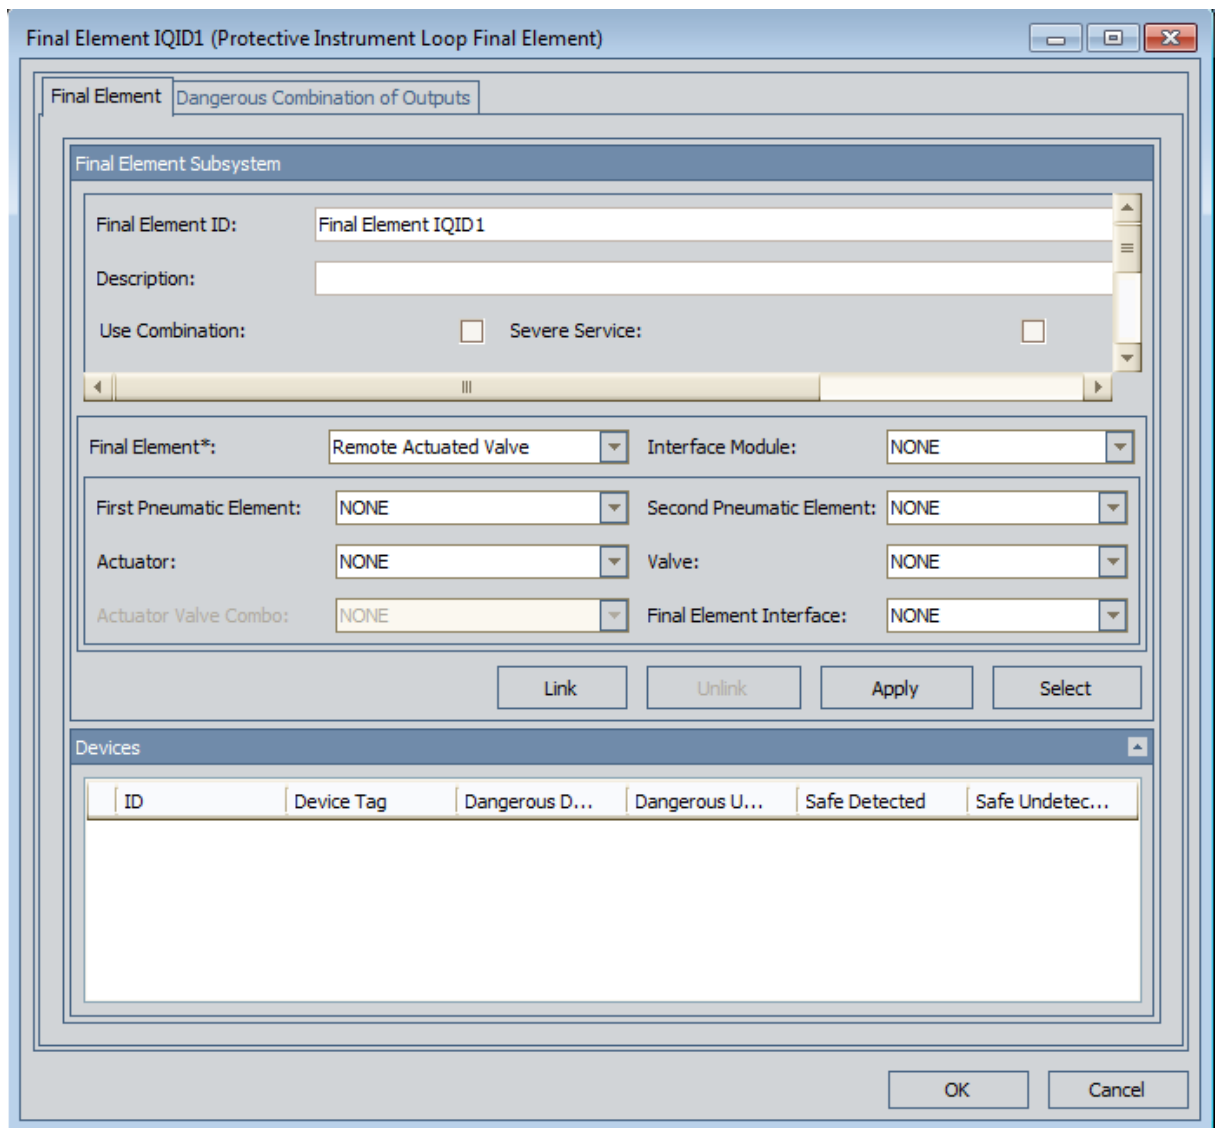 Final Element IQID1 (Protective Instrument Loop Final Element)
Final Element Dangerous Combination of Outputs
Final Element Subsystem
Final Element ID: Final Element IQID1
Description:
Use Combination: Severe Service:
Final Element*: Remote Actuated Valve Interface Module: NONE
First Pneumatic Element: NONE Second Pneumatic Element: NONE
Actuator: NONE Valve: NONE
Actuator Valve Combo: NONE Final Element Interface: NONE
Link Unlink Apply Select
Devices
ID Device Tag Dangerous D... Dangerous U... Safe Detected Safe Undetec...
OK Cancel